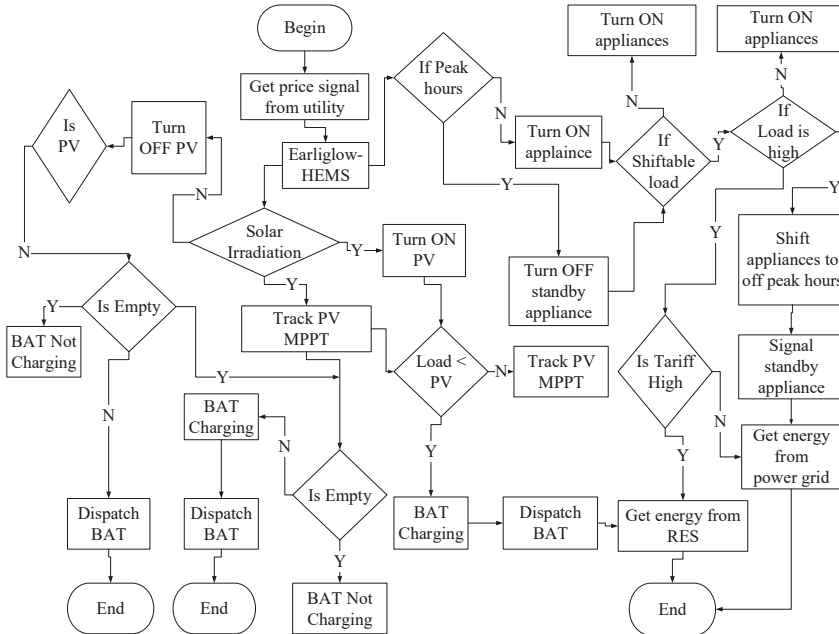 Begin
Turn ON
appliances
Turn ON
appliances
Get price signal
from utility
If Peak
hours
N
N
Is
PV
Turn
OFF PV
N
Turn ON
applaince
If
Shiftable
load
Y
If
Load is
high
Earliglow-
HEMS
Y
N
Y
Solar
Irradiation
Y
Turn ON
PV
Y
Shift
appliances to
off peak hours
N
Turn OFF
standby
appliance
Y
Is Empty
Y
BAT Not
Charging
Y
Track PV
MPPT
Load <
PV
N
Track PV
MPPT
Is Tariff
High
Signal
standby
appliance
Y
N
BAT
Charging
N
N
Y
Y
Get energy
from
power grid
Dispatch
BAT
Dispatch
BAT
Is Empty
BAT
Charging
Dispatch
BAT
Get energy from
RES
Y
End
End
BAT Not
Charging
End